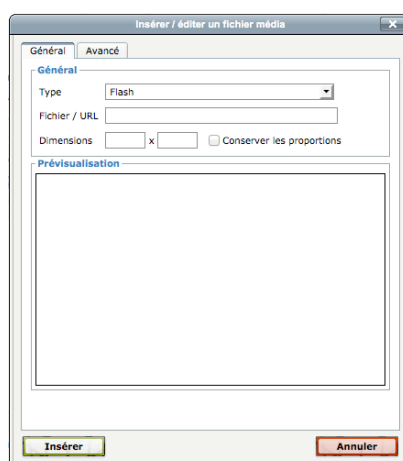 Insérer / éditer un fichier média
Général Avancé
Général
Type Flash
Fichier / URL
Dimensions x Conserver les proportions
Prévisualisation
Insérer Annuler